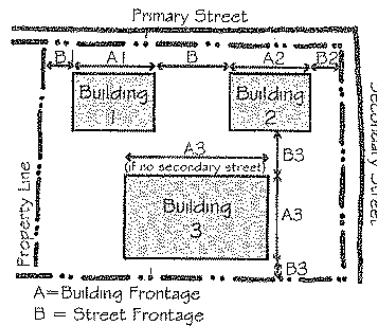 Primary Street
B A1 B A2 B2
Building 1
Building 2
B3
A3
(if no secondary street)
Building 3
A3
B3
Property Line
Secondary Street
A=Building Frontage
B = Street Frontage